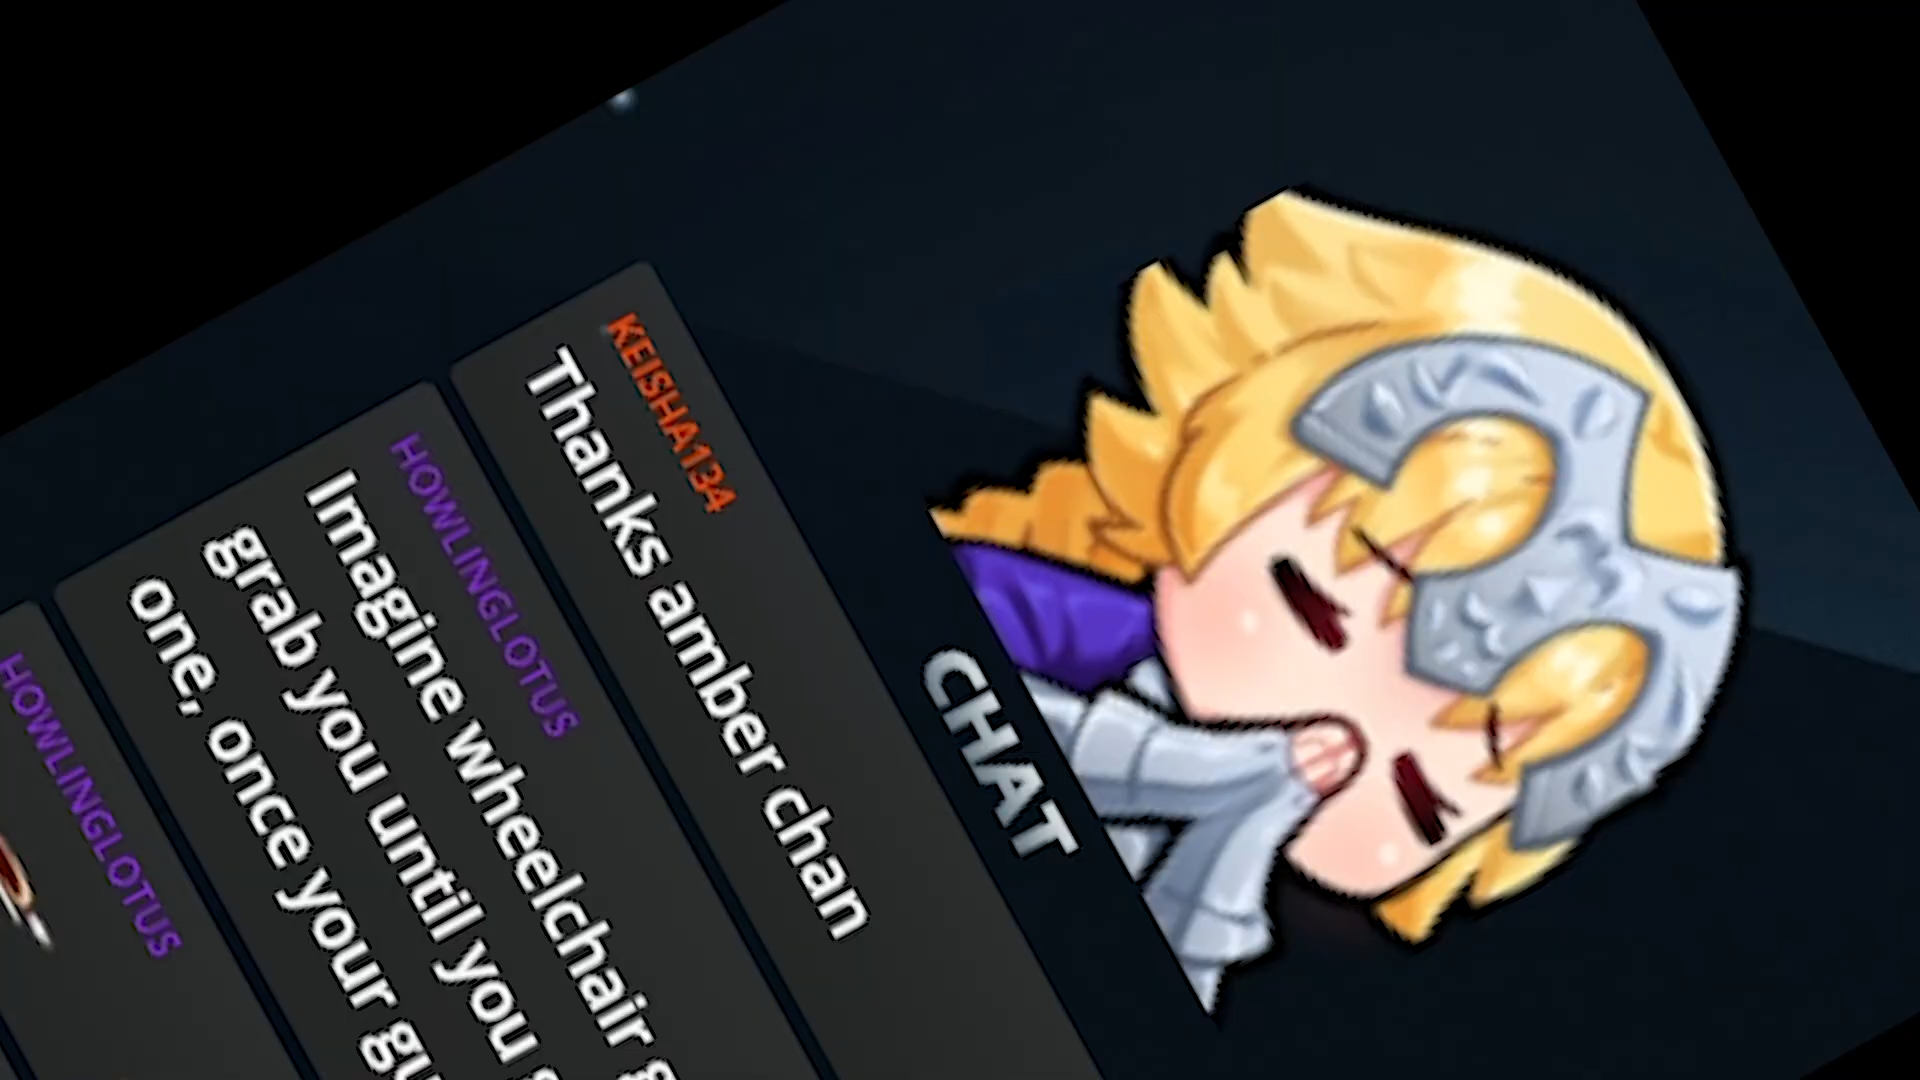 CHAT
KEISHA134
Thanks amber chan
HOWLINGLOTUS
Imagine wheelchair
grab you until you
one, once your
HOWLINGLOTUS